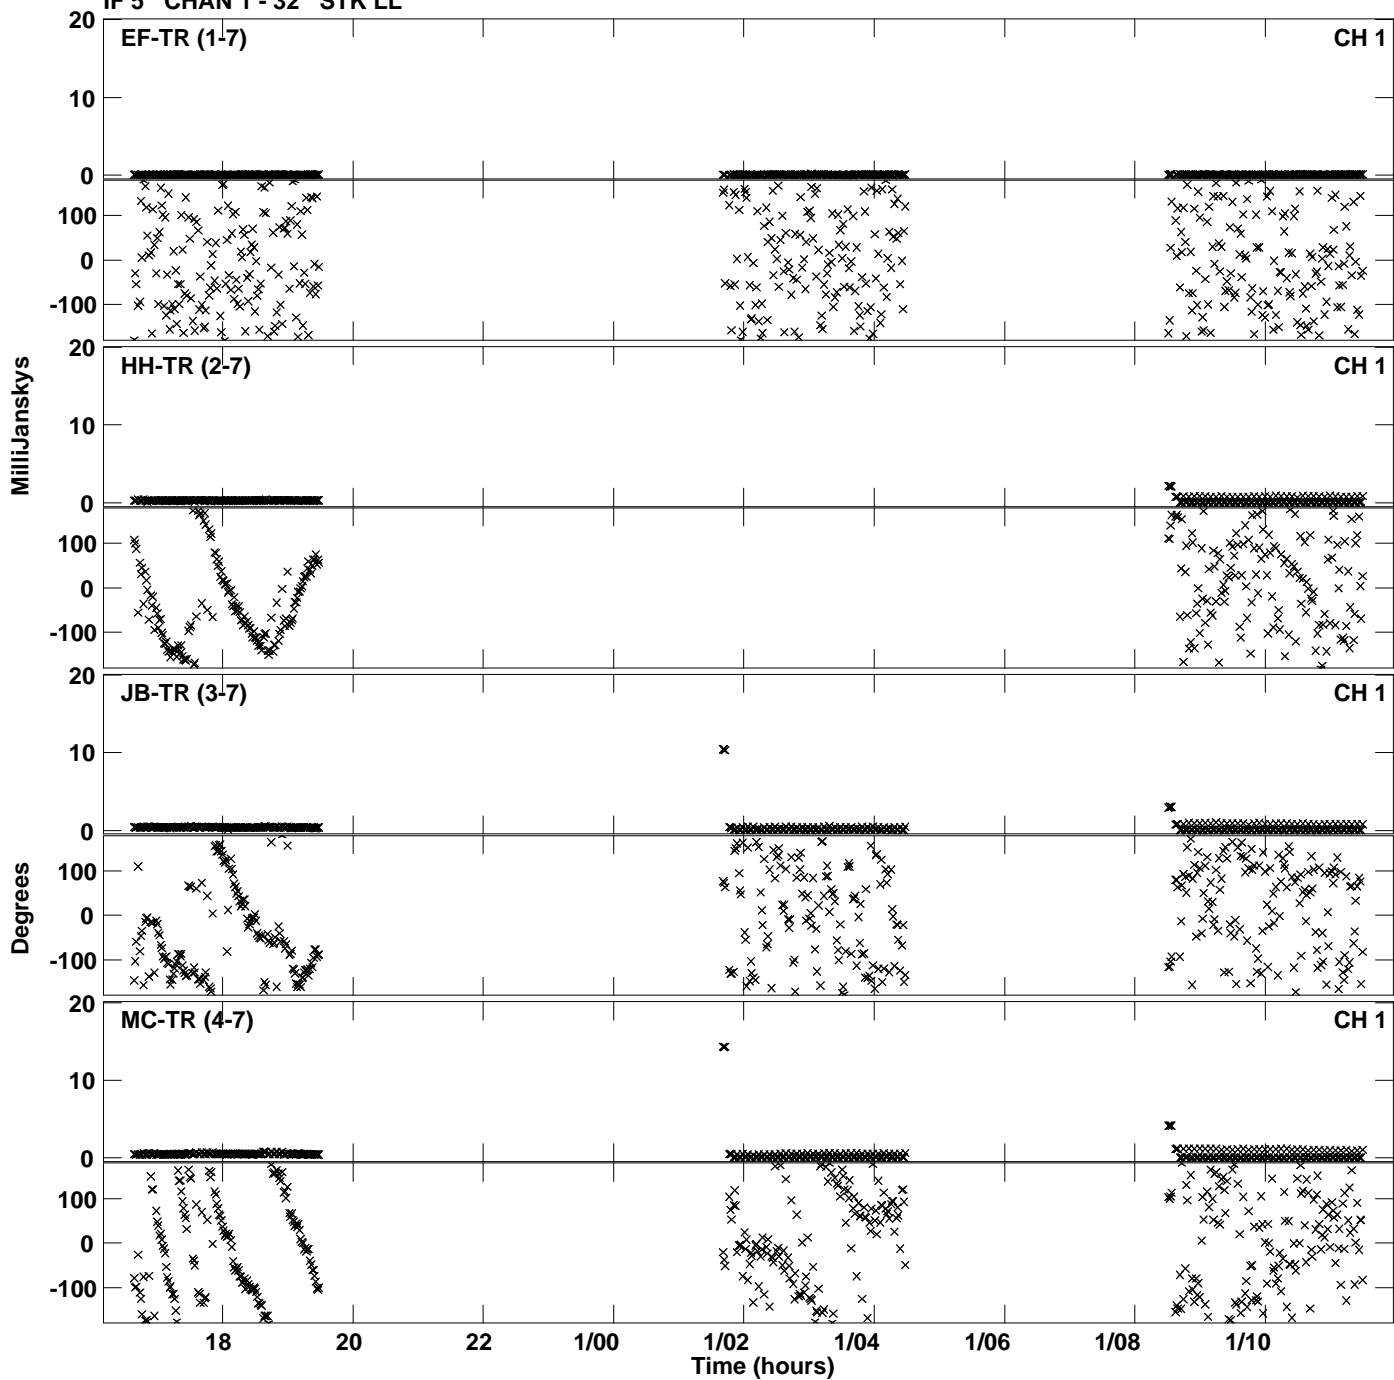 IF 5 CHAN 1 - 32 STK LL
20
EF-TR (1-7) CH 1
10
0
100
0
-100
20
HH-TR (2-7) CH 1
10
0
100
0
-100
MilliJanskys
20
JB-TR (3-7) CH 1
10
0
100
0
-100
Degrees
20
MC-TR (4-7) CH 1
10
0
100
0
-100
18 20 22 1/00 1/02 1/04 1/06 1/08 1/10
Time (hours)